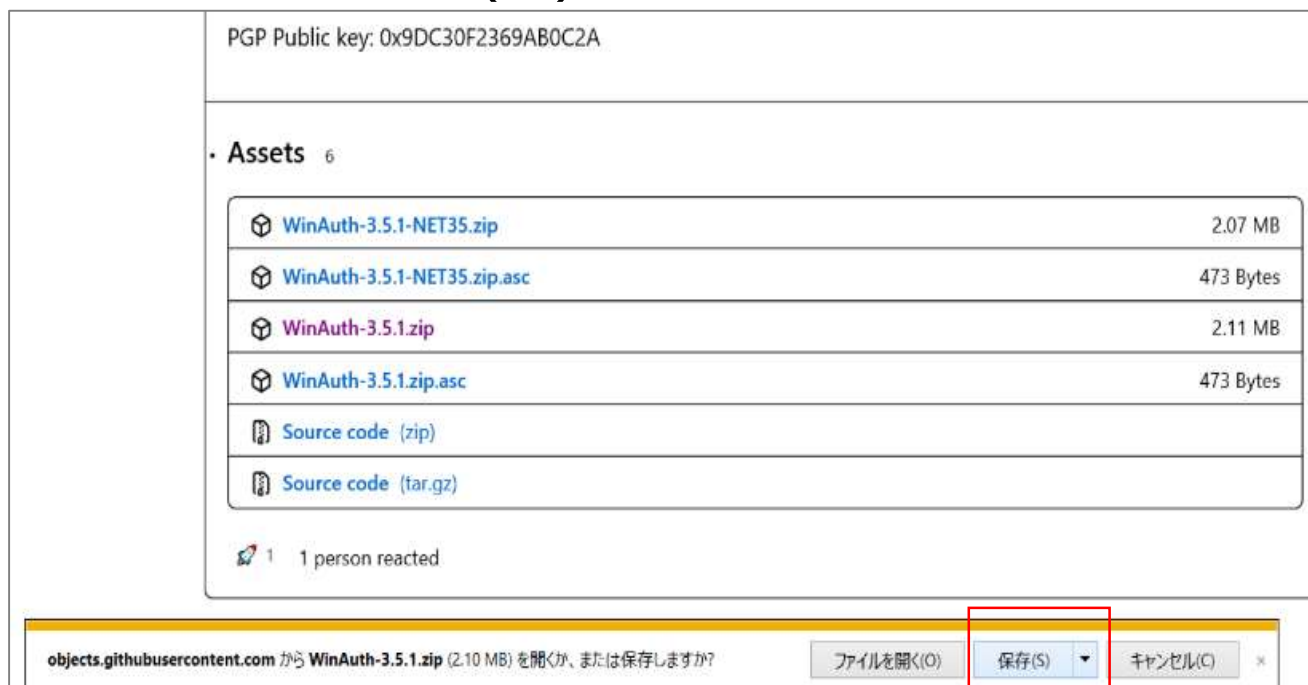 PGP Public key: 0x9DC30F2369AB0C2A
Assets 6
WinAuth-3.5.1-NET35.zip 2.07 MB
WinAuth-3.5.1-NET35.zip.asc 473 Bytes
WinAuth-3.5.1.zip 2.11 MB
WinAuth-3.5.1.zip.asc 473 Bytes
Source code (zip)
Source code (tar.gz)
1 1 person reacted
objects.githubusercontent.com から WinAuth-3.5.1.zip (2.10 MB) を開くか、または保存しますか? ファイルを開く(O) 保存(S) キャンセル(C) ×